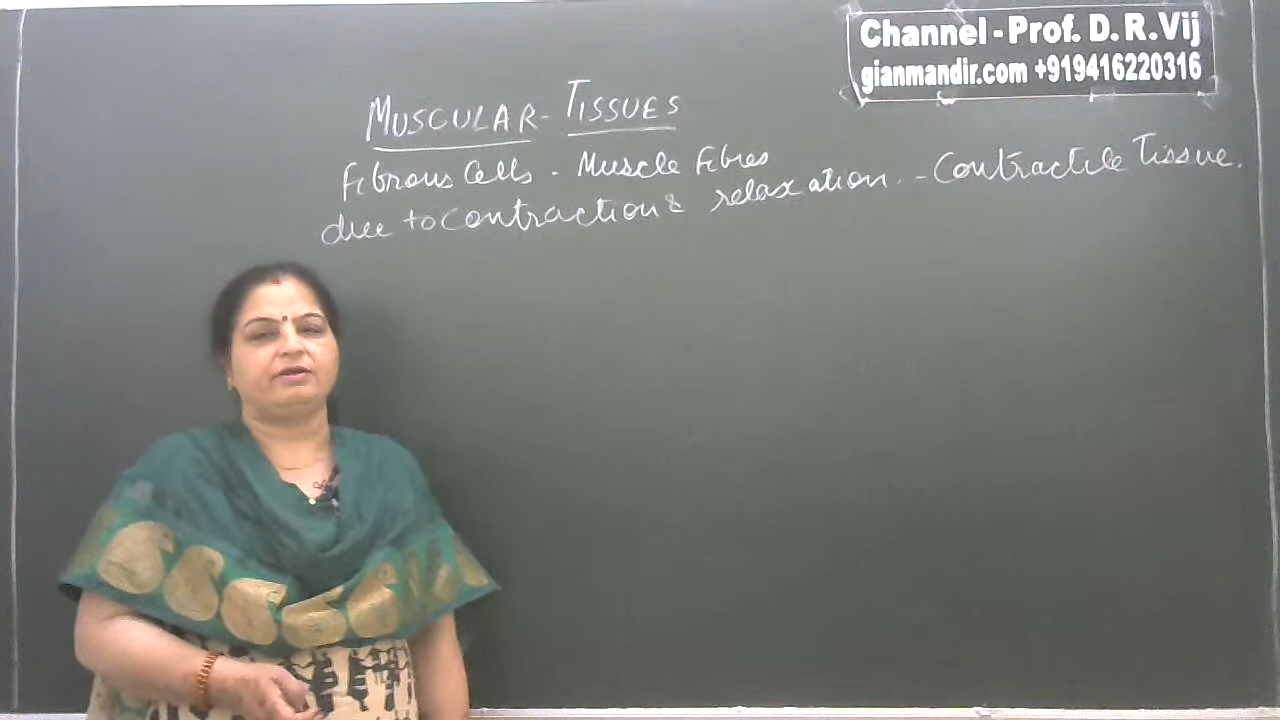 Channel - Prof. D. R. Vij
gianmandir.com +919416220316
MUSCULAR - TISSUES
Fibrous Cells - Muscle Fibres
due to contraction & relaxation. - Contractile Tissue.